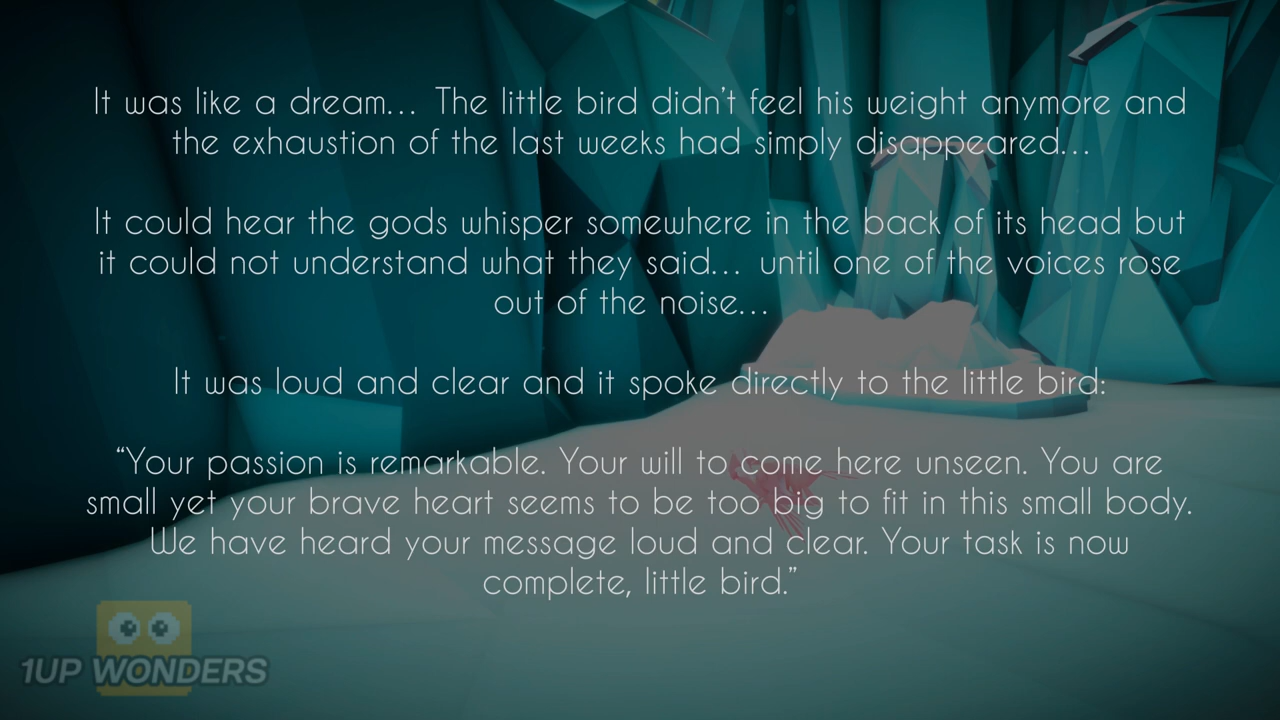 It was like a dream... The little bird didn't feel his weight anymore and
the exhaustion of the last weeks had simply disappeared...
It could hear the gods whisper somewhere in the back of its head but
it could not understand what they said... until one of the voices rose
out of the noise...
It was loud and clear and it spoke directly to the little bird:
“Your passion is remarkable. Your will to come here unseen. You are
small yet your brave heart seems to be too big to fit in this small body.
We have heard your message loud and clear. Your task is now
complete, little bird.”
1UP WONDERS